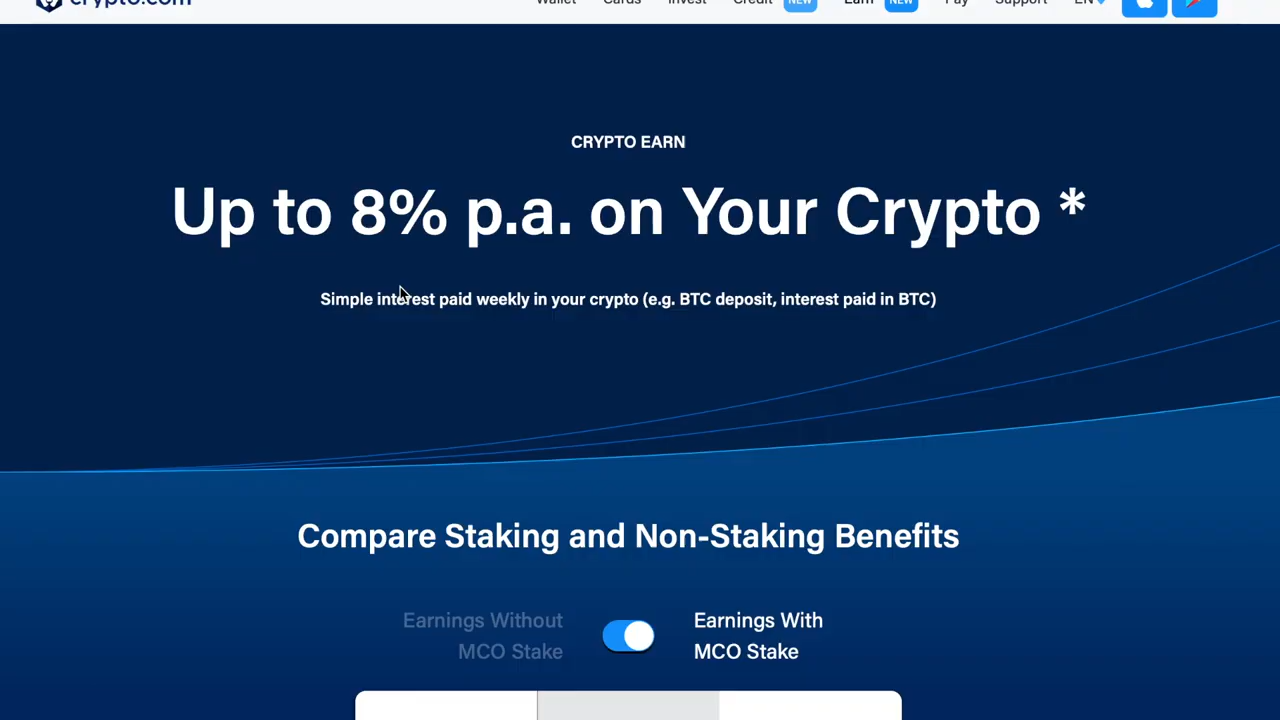 crypto.com
Wallet Cards Invest Credit NEW Earn NEW Pay Support EN
CRYPTO EARN
Up to 8% p.a. on Your Crypto *
Simple interest paid weekly in your crypto (e.g. BTC deposit, interest paid in BTC)
Compare Staking and Non-Staking Benefits
Earnings Without
MCO Stake
Earnings With
MCO Stake